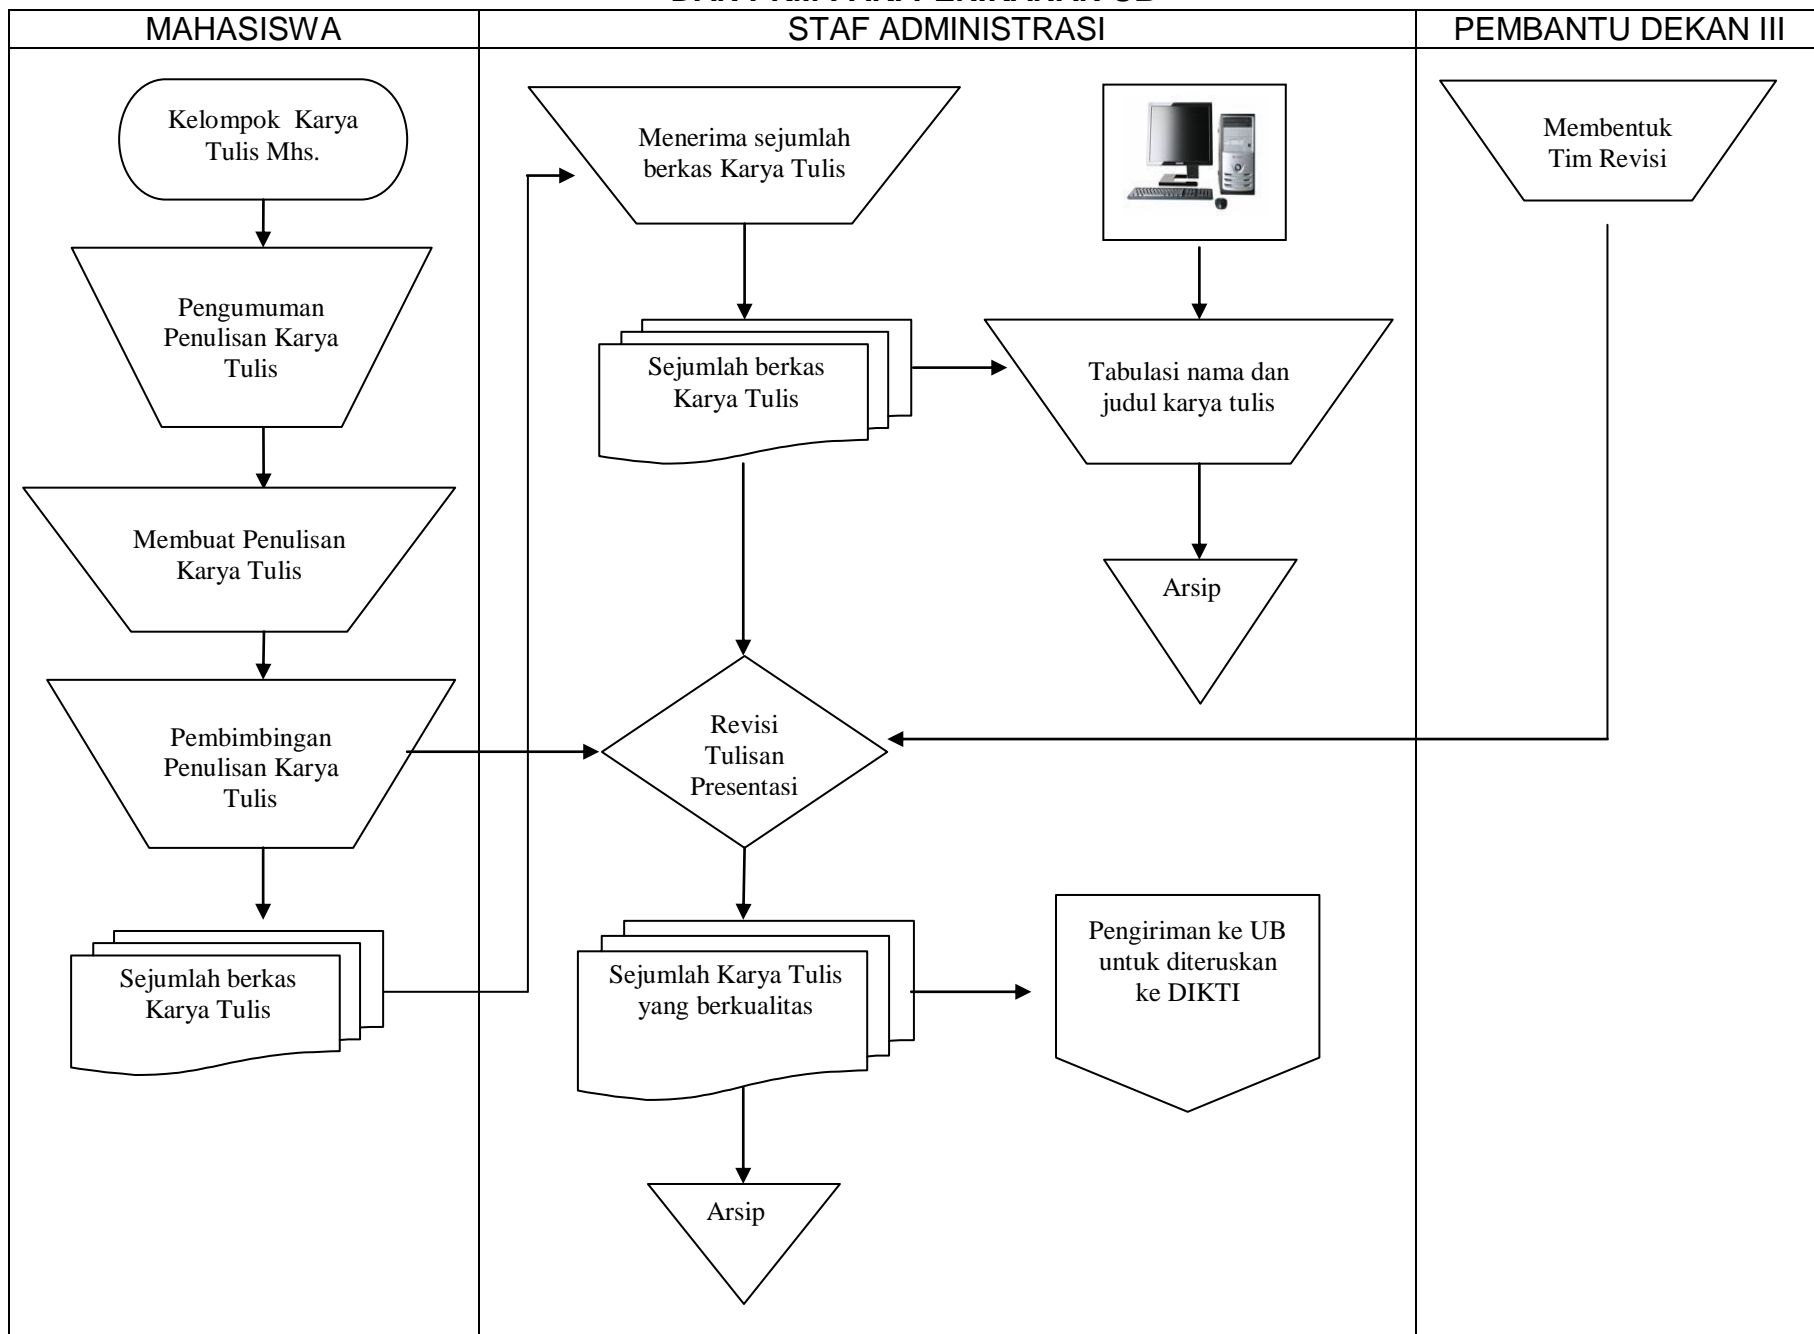 MAHASISWA
STAF ADMINISTRASI
PEMBANTU DEKAN III
Kelompok Karya
Tulis Mhs.
Pengumuman
Penulisan Karya
Tulis
Membuat Penulisan
Karya Tulis
Pembimbingan
Penulisan Karya
Tulis
Sejumlah berkas
Karya Tulis
Menerima sejumlah
berkas Karya Tulis
Sejumlah berkas
Karya Tulis
Tabulasi nama dan
judul karya tulis
Arsip
Revisi
Tulisan
Presentasi
Sejumlah Karya Tulis
yang berkualitas
Pengiriman ke UB
untuk diteruskan
ke DIKTI
Arsip
Membentuk
Tim Revisi